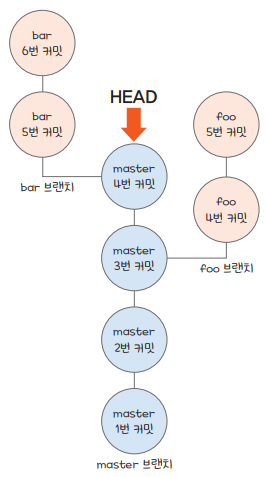 bar
6번 커밋
bar
5번 커밋
bar 브랜치
HEAD
master
4번 커밋
master
3번 커밋
master
2번 커밋
master
1번 커밋
master 브랜치
foo
5번 커밋
foo
4번 커밋
foo 브랜치